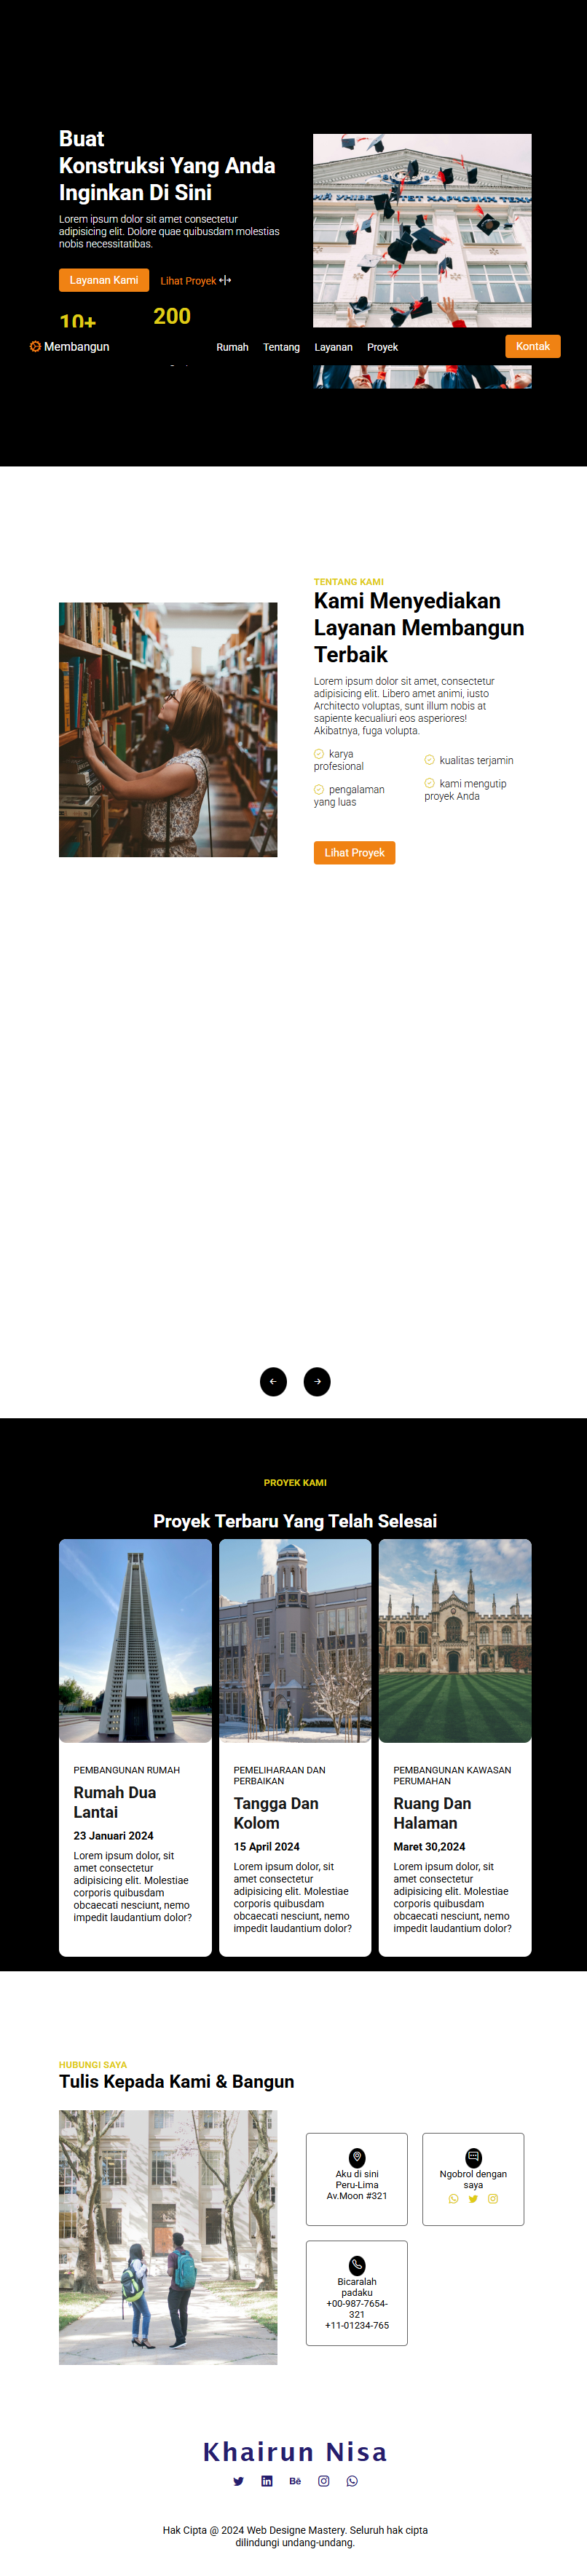 Buat
Konstruksi Yang Anda
Inginkan Di Sini
Lorem ipsum dolor sit amet consectetur
adipisicing elit. Dolore quae quibusdam molestias
nobis necessitatibas.
Layanan Kami
Lihat Proyek
10+
200
Membangun
Rumah
Tentang
Layanan
Proyek
Kontak
TENTANG KAMI
Kami Menyediakan
Layanan Membangun
Terbaik
Lorem ipsum dolor sit amet, consectetur
adipisicing elit. Libero amet animi, iusto
Architecto voluptas, sunt illum nobis at
sapiente kecualiuri eos asperiores!
Akibatnya, fuga volupta.
karya
profesional
kualitas terjamin
pengalaman
yang luas
kami mengutip
proyek Anda
Lihat Proyek
PROYEK KAMI
Proyek Terbaru Yang Telah Selesai
PEMBANGUNAN RUMAH
Rumah Dua
Lantai
23 Januari 2024
Lorem ipsum dolor, sit
amet consectetur
adipisicing elit. Molestiae
corporis quibusdam
obcaecati nesciunt, nemo
impedit laudantium dolor?
PEMELIHARAAN DAN
PERBAIKAN
Tangga Dan
Kolom
15 April 2024
Lorem ipsum dolor, sit
amet consectetur
adipisicing elit. Molestiae
corporis quibusdam
obcaecati nesciunt, nemo
impedit laudantium dolor?
PEMBANGUNAN KAWASAN
PERUMAHAN
Ruang Dan
Halaman
Maret 30,2024
Lorem ipsum dolor, sit
amet consectetur
adipisicing elit. Molestiae
corporis quibusdam
obcaecati nesciunt, nemo
impedit laudantium dolor?
HUBUNGI SAYA
Tulis Kepada Kami & Bangun
Aku di sini
Peru-Lima
Av.Moon #321
Ngobrol dengan
saya
Bicaralah
padaku
+00-987-7654-
321
+11-01234-765
Khairun Nisa
Bē
Hak Cipta @ 2024 Web Designe Mastery. Seluruh hak cipta
dilindungi undang-undang.